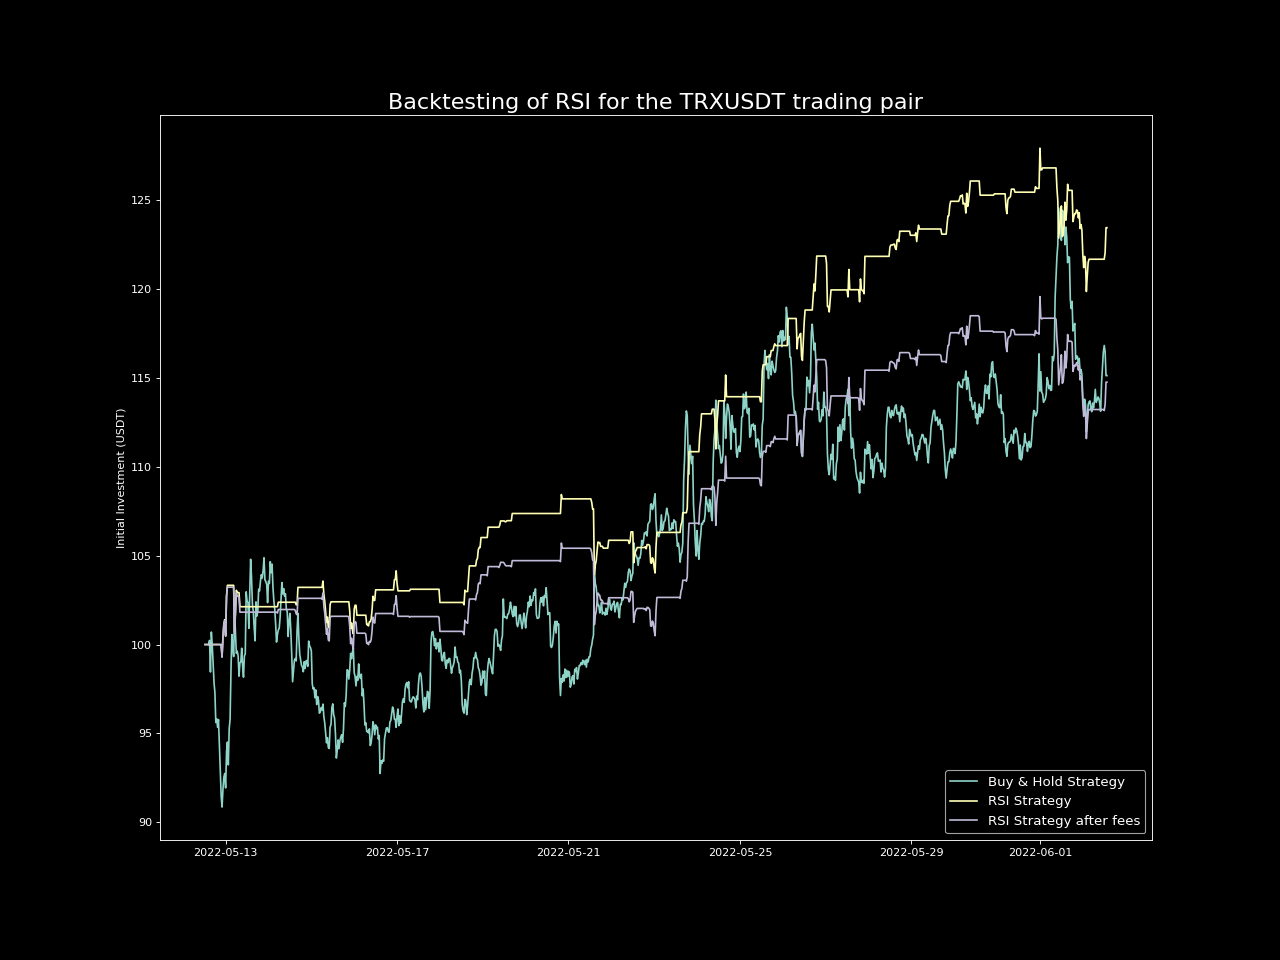 Backtesting of RSI for the TRXUSDT trading pair
Initial Investment (USDT)
125
120
115
110
105
100
95
90
2022-05-13
2022-05-17
2022-05-21
2022-05-25
2022-05-29
2022-06-01
Buy & Hold Strategy
RSI Strategy
RSI Strategy after fees